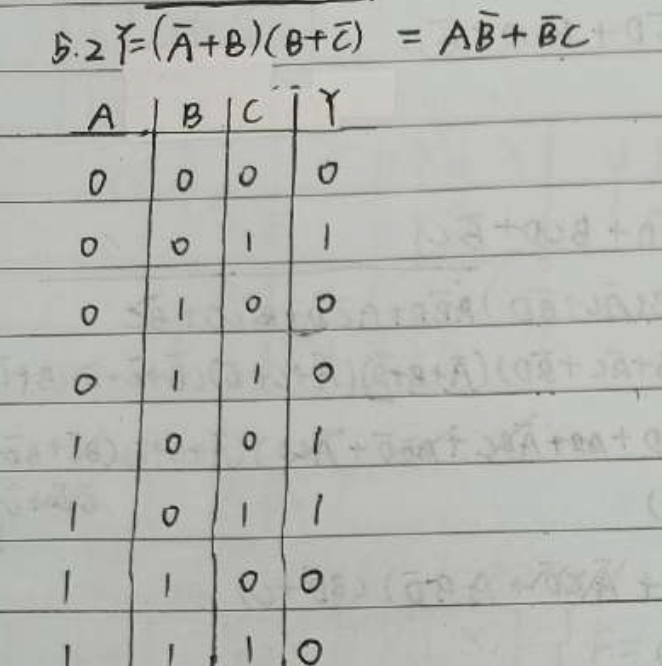 5.2 Y=(Ā+B)(B+C̄) = AB̄+B̄C
A B C Y
0 0 0 0
0 0 1 1
0 1 0 0
0 1 1 0
1 0 0 1
1 0 1 1
1 1 0 0
1 1 1 0